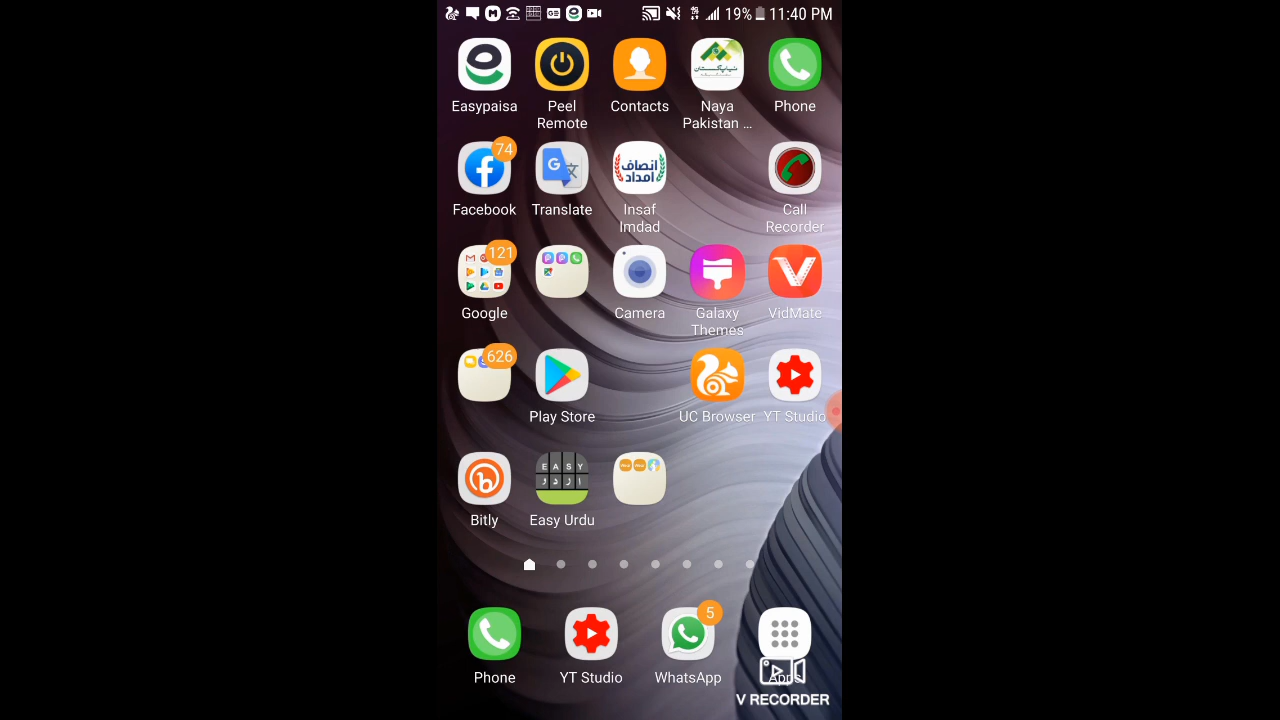 19% 11:40 PM
Easypaisa
Peel
Remote
Contacts
Naya
Pakistan ...
Phone
74
Facebook
G
Translate
انصاف
امداد
Insaf
Imdad
Call
Recorder
121
Google
Camera
Galaxy
Themes
VidMate
626
Play Store
UC Browser
YT Studio
Bitly
EASY
Easy Urdu
5
Phone
YT Studio
WhatsApp
Apps
V RECORDER